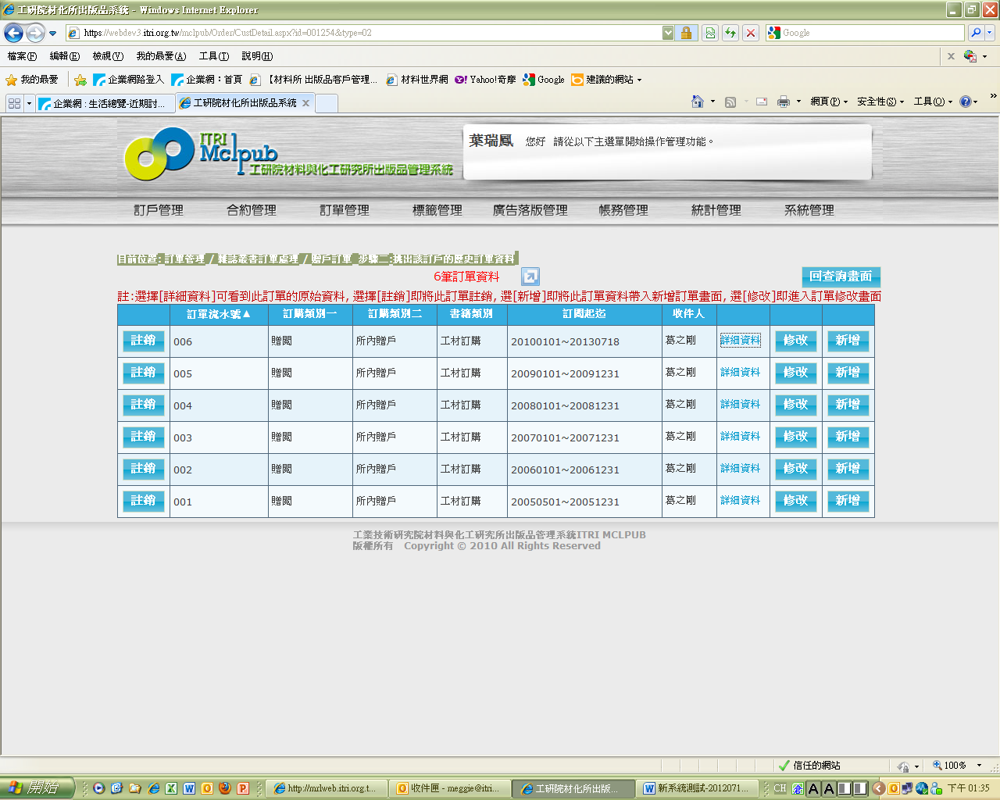 工研院材化所出版品系統 - Windows Internet Explorer
https://webdev3.itri.org.tw/mclpub/Order/CustDetail.aspx?id=001254&type=02
Google
檔案(F) 編輯(E) 檢視(V) 我的最愛(A) 工具(T) 說明(H)
我的最愛 企業網路登入 企業網：首頁 【材料所 出版品客戶管理... 材料世界網 Yahoo!奇摩 Google 建議的網站
企業網 : 生活總覽-近期討... 工研院材化所出版品系統 網頁(P) 安全性(S) 工具(O) »
ITRI
Mclpub
工研院材料與化工研究所出版品管理系統
葉瑞鳳 您好 請從以下主選單開始操作管理功能。
訂戶管理 合約管理 訂單管理 標籤管理 廣告落版管理 帳務管理 統計管理 系統管理
目前位置: 訂單管理 / 雜誌叢書訂單處理 / 贈戶訂單 步驟二:挑出該訂戶的歷史訂單資料
6筆訂單資料 回查詢畫面
註:選擇[詳細資料]可看到此訂單的原始資料, 選擇[註銷]即將此訂單註銷, 選[新增]即將此訂單資料帶入新增訂單畫面, 選[修改]即進入訂單修改畫面
訂單流水號▲ 訂購類別一 訂購類別二 書籍類別 訂閱起迄 收件人
註銷 006 贈閱 所內贈戶 工材訂購 20100101~20130718 葛之剛 詳細資料 修改 新增
註銷 005 贈閱 所內贈戶 工材訂購 20090101~20091231 葛之剛 詳細資料 修改 新增
註銷 004 贈閱 所內贈戶 工材訂購 20080101~20081231 葛之剛 詳細資料 修改 新增
註銷 003 贈閱 所內贈戶 工材訂購 20070101~20071231 葛之剛 詳細資料 修改 新增
註銷 002 贈閱 所內贈戶 工材訂購 20060101~20061231 葛之剛 詳細資料 修改 新增
註銷 001 贈閱 所內贈戶 工材訂購 20050501~20051231 葛之剛 詳細資料 修改 新增
工業技術研究院材料與化工研究所出版品管理系統ITRI MCLPUB
版權所有 Copyright © 2010 All Rights Reserved
信任的網站 100%
開始 http://mrlweb.itri.org.t... 收件匣 - meggie@itri... 工研院材化所出版... 新系統測試-2012071... CH 下午 01:35